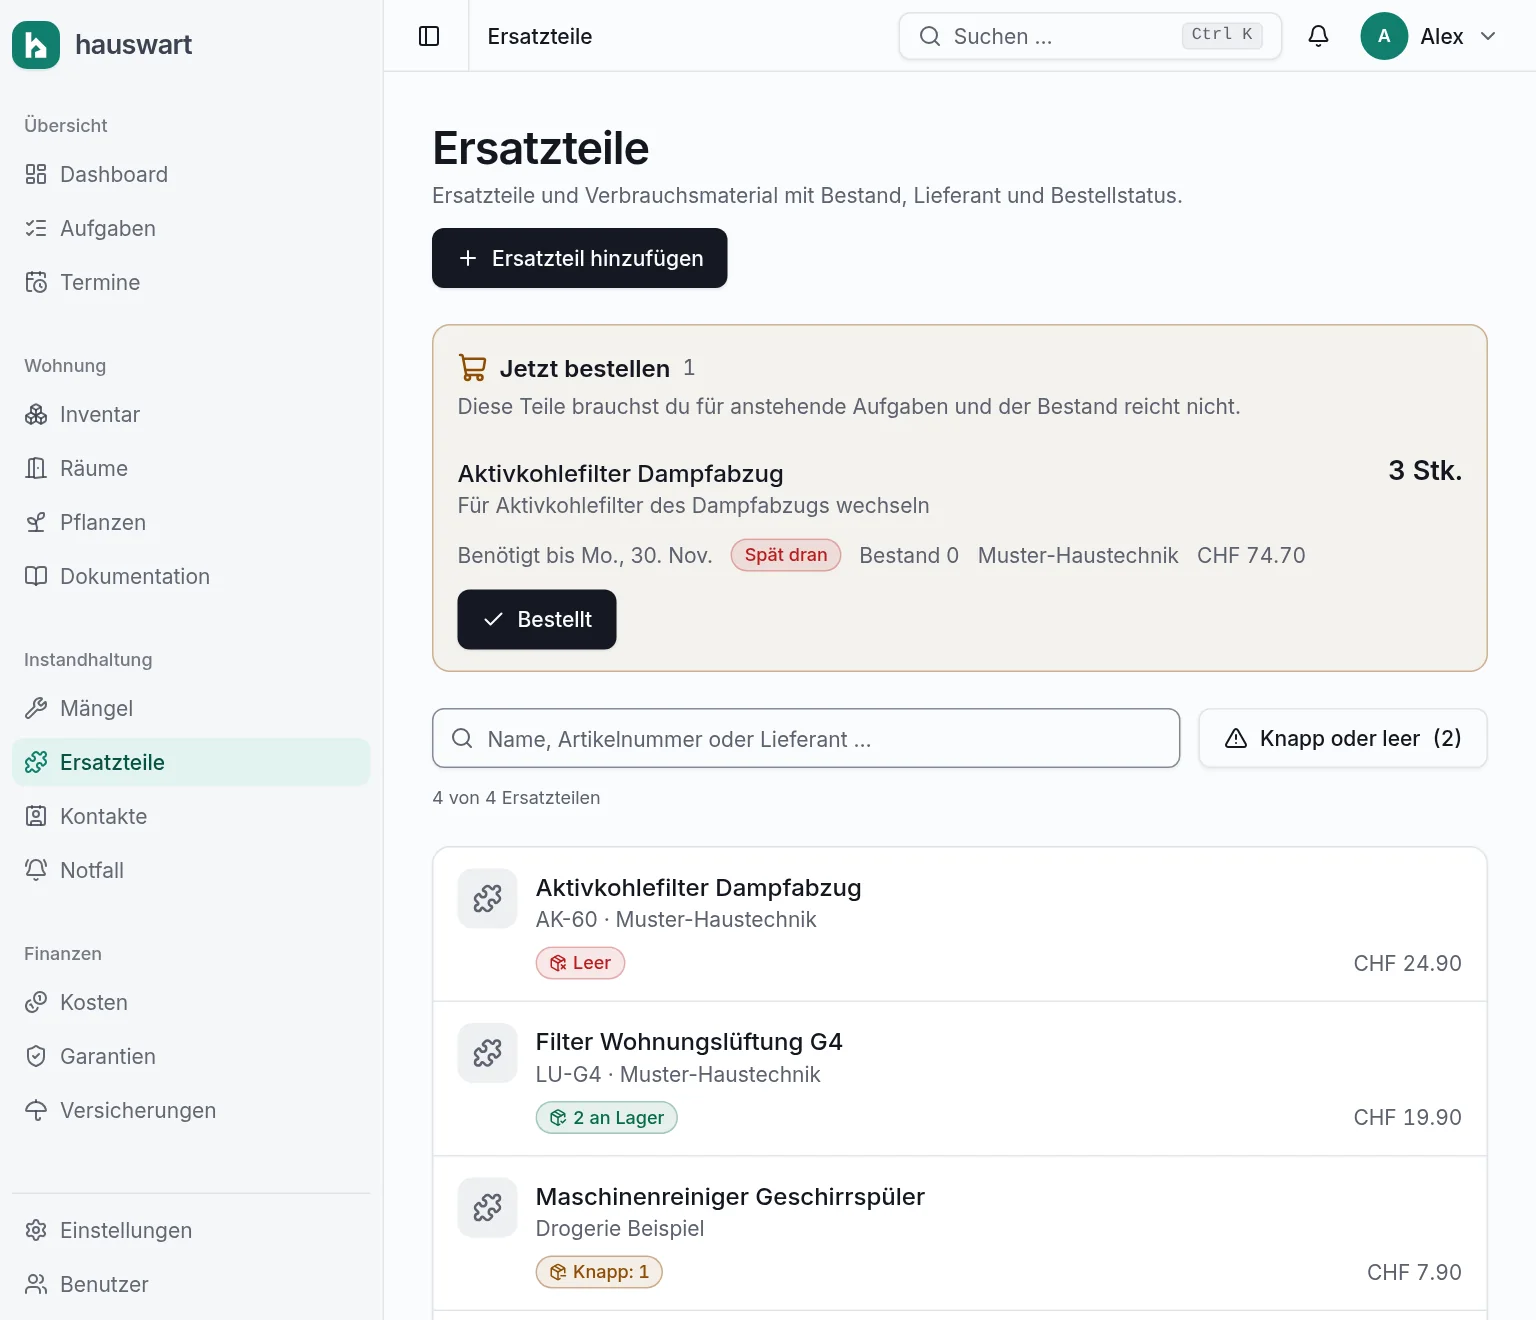 hauswart
Übersicht
Dashboard
Aufgaben
Termine
Wohnung
Inventar
Räume
Pflanzen
Dokumentation
Instandhaltung
Mängel
Ersatzteile
Kontakte
Notfall
Finanzen
Kosten
Garantien
Versicherungen
Einstellungen
Benutzer
Ersatzteile
Suchen ...
Ctrl K
A
Alex
Ersatzteile
Ersatzteile und Verbrauchsmaterial mit Bestand, Lieferant und Bestellstatus.
Ersatzteil hinzufügen
Jetzt bestellen 1
Diese Teile brauchst du für anstehende Aufgaben und der Bestand reicht nicht.
Aktivkohlefilter Dampfabzug
3 Stk.
Für Aktivkohlefilter des Dampfabzugs wechseln
Benötigt bis Mo., 30. Nov. Spät dran Bestand 0 Muster-Haustechnik CHF 74.70
Bestellt
Name, Artikelnummer oder Lieferant ...
Knapp oder leer (2)
4 von 4 Ersatzteilen
Aktivkohlefilter Dampfabzug
AK-60 · Muster-Haustechnik
Leer
CHF 24.90
Filter Wohnungslüftung G4
LU-G4 · Muster-Haustechnik
2 an Lager
CHF 19.90
Maschinenreiniger Geschirrspüler
Drogerie Beispiel
Knapp: 1
CHF 7.90